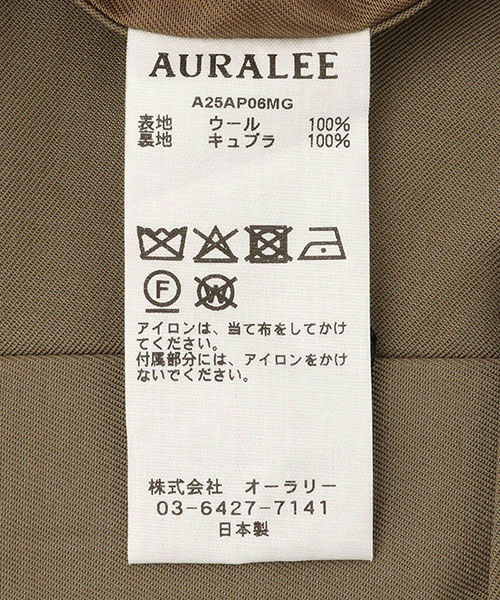 AURALEE
A25AP06MG
表地 ウール 100%
裏地 キュプラ 100%
F W
アイロンは、当て布をしてかけ
てください。
付属部分には、アイロンをかけ
ないでください。
株式会社 オーラリー
03-6427-7141
日本製